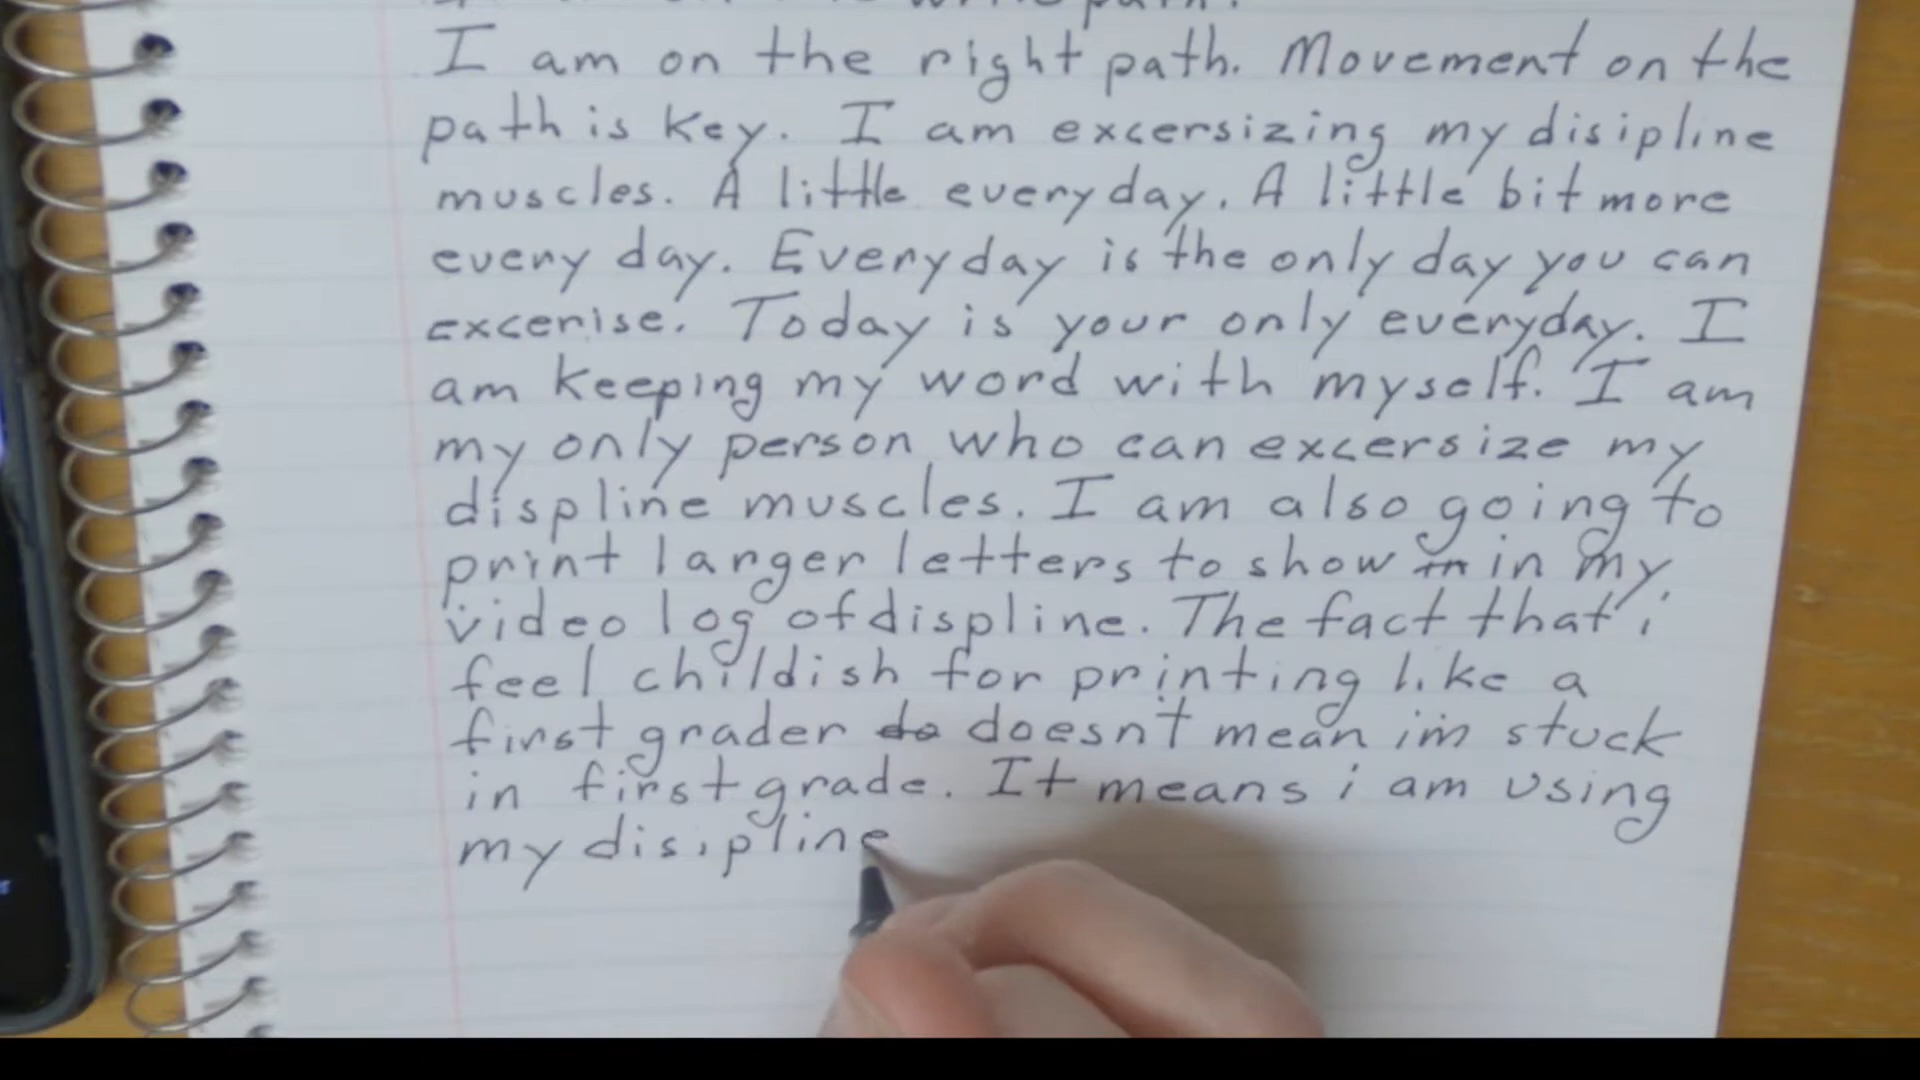 I am on the right path. Movement on the
path is key. I am excersizing my disipline
muscles. A little everyday. A little bit more
every day. Everyday is the only day you can
excerise. Today is your only everyday. I
am keeping my word with myself. I am
my only person who can excersize my
displine muscles. I am also going to
print larger letters to show in in my
video log of displine. The fact that i
feel childish for printing like a
first grader do doesn't mean i'm stuck
in first grade. It means i am using
my disipline